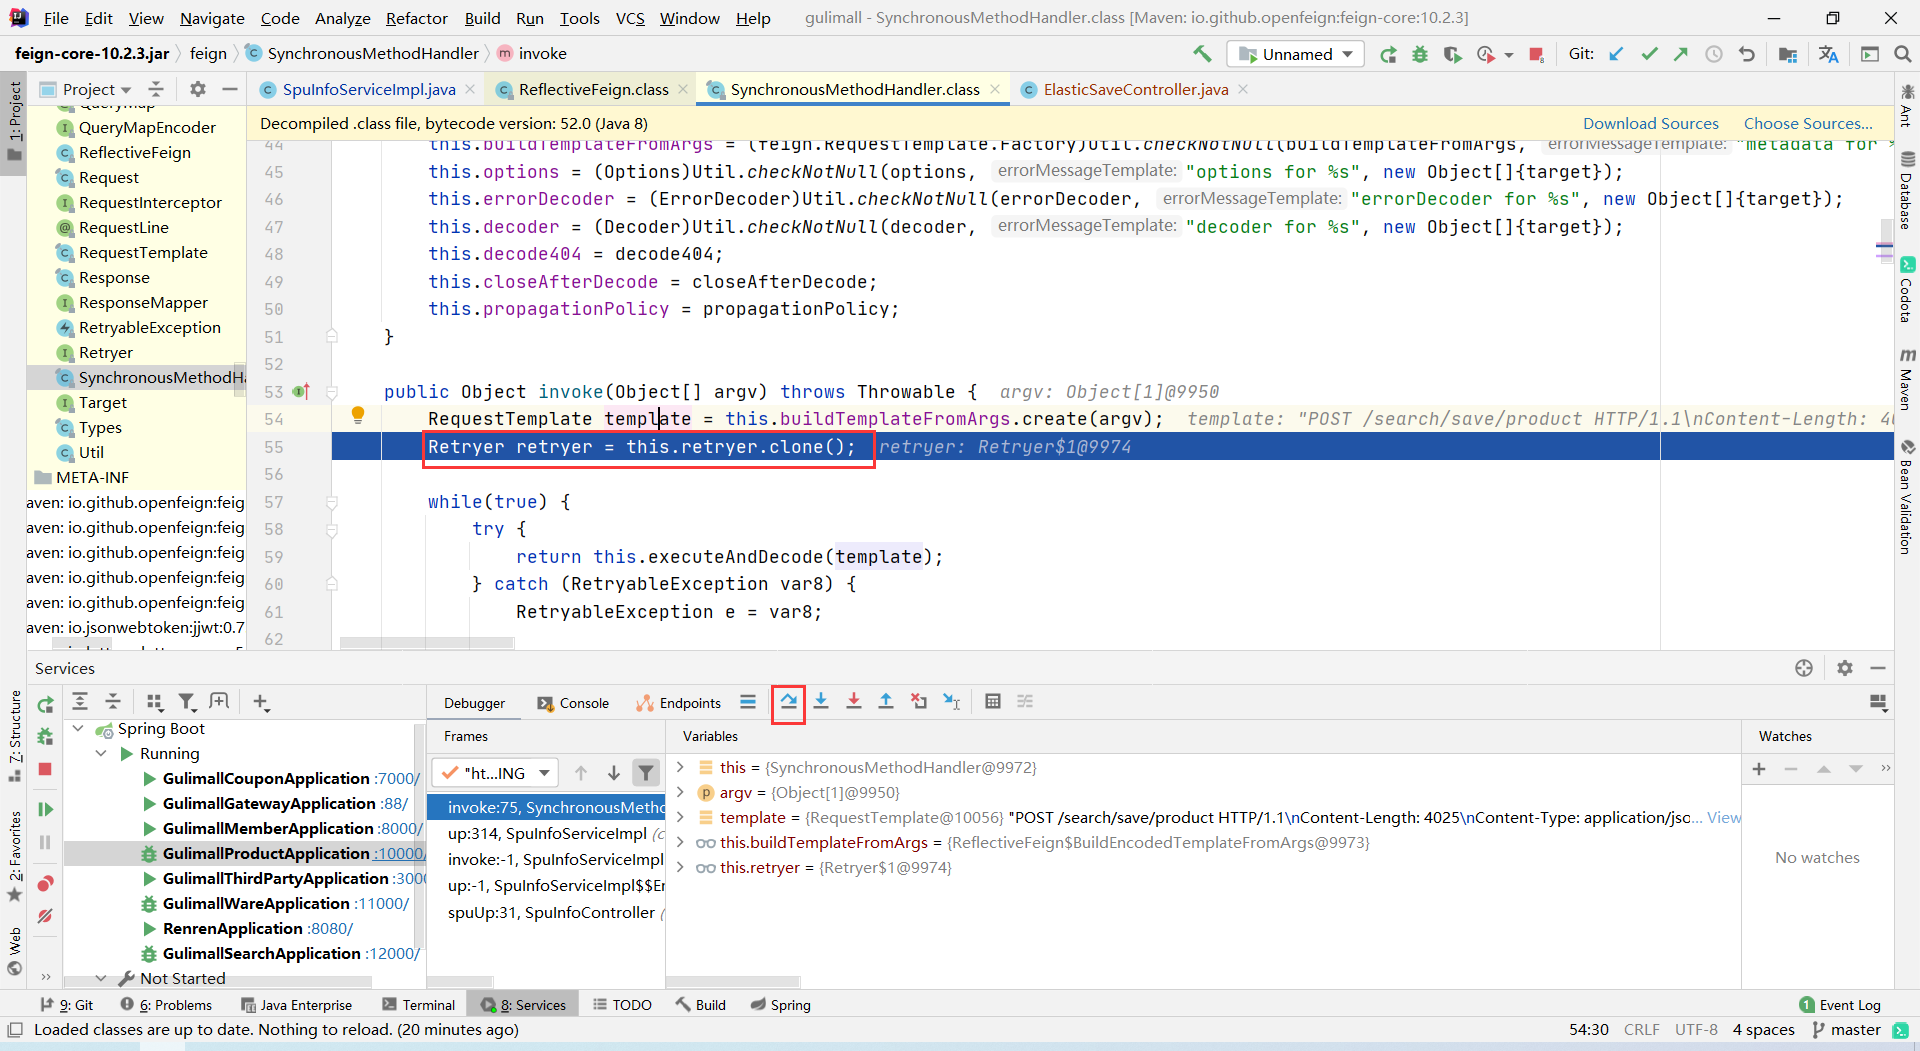 File Edit View Navigate Code Analyze Refactor Build Run Tools VCS Window Help gulimall - SynchronousMethodHandler.class [Maven: io.github.openfeign:feign-core:10.2.3]
feign-core-10.2.3.jar feign SynchronousMethodHandler invoke Unnamed Git:
Project SpuInfoServiceImpl.java ReflectiveFeign.class SynchronousMethodHandler.class ElasticSaveController.java
Decompiled .class file, bytecode version: 52.0 (Java 8) Download Sources Choose Sources...
1: Project
QueryMap
QueryMapEncoder
ReflectiveFeign
Request
RequestInterceptor
RequestLine
RequestTemplate
Response
ResponseMapper
RetryableException
Retryer
SynchronousMethodHa
Target
Types
Util
META-INF
aven: io.github.openfeign:feig
aven: io.github.openfeign:feig
aven: io.github.openfeign:feig
aven: io.github.openfeign:feig
aven: io.github.openfeign:feig
aven: io.jsonwebtoken:jjwt:0.7
44 this.buildTemplateFromArgs = (feign.RequestTemplate.Factory)Util.checkNotNull(buildTemplateFromArgs, errorMessageTemplate: "metadata for %
45 this.options = (Options)Util.checkNotNull(options, errorMessageTemplate: "options for %s", new Object[]{target});
46 this.errorDecoder = (ErrorDecoder)Util.checkNotNull(errorDecoder, errorMessageTemplate: "errorDecoder for %s", new Object[]{target});
47 this.decoder = (Decoder)Util.checkNotNull(decoder, errorMessageTemplate: "decoder for %s", new Object[]{target});
48 this.decode404 = decode404;
49 this.closeAfterDecode = closeAfterDecode;
50 this.propagationPolicy = propagationPolicy;
51 }
52
53 public Object invoke(Object[] argv) throws Throwable { argv: Object[1]@9950
54 RequestTemplate template = this.buildTemplateFromArgs.create(argv); template: "POST /search/save/product HTTP/1.1\nContent-Length: 4
55 Retryer retryer = this.retryer.clone(); retryer: Retryer$1@9974
56
57 while(true) {
58 try {
59 return this.executeAndDecode(template);
60 } catch (RetryableException var8) {
61 RetryableException e = var8;
62
Ant
Database
Codota
Maven
Bean Validation
Services
7: Structure
2: Favorites
Web
Spring Boot
Running
GulimallCouponApplication :7000/
GulimallGatewayApplication :88/
GulimallMemberApplication :8000/
GulimallProductApplication :10000/
GulimallThirdPartyApplication :3000
GulimallWareApplication :11000/
RenrenApplication :8080/
GulimallSearchApplication :12000/
Not Started
Debugger Console Endpoints
Frames
"ht...ING
invoke:75, SynchronousMetho
up:314, SpuInfoServiceImpl (c
invoke:-1, SpuInfoServiceImpl
up:-1, SpuInfoServiceImpl$$En
spuUp:31, SpuInfoController (
Variables
this = {SynchronousMethodHandler@9972}
argv = {Object[1]@9950}
template = {RequestTemplate@10056} "POST /search/save/product HTTP/1.1\nContent-Length: 4025\nContent-Type: application/jso... View
this.buildTemplateFromArgs = {ReflectiveFeign$BuildEncodedTemplateFromArgs@9973}
this.retryer = {Retryer$1@9974}
Watches
No watches
9: Git 6: Problems Java Enterprise Terminal 8: Services TODO Build Spring 1 Event Log
Loaded classes are up to date. Nothing to reload. (20 minutes ago) 54:30 CRLF UTF-8 4 spaces master